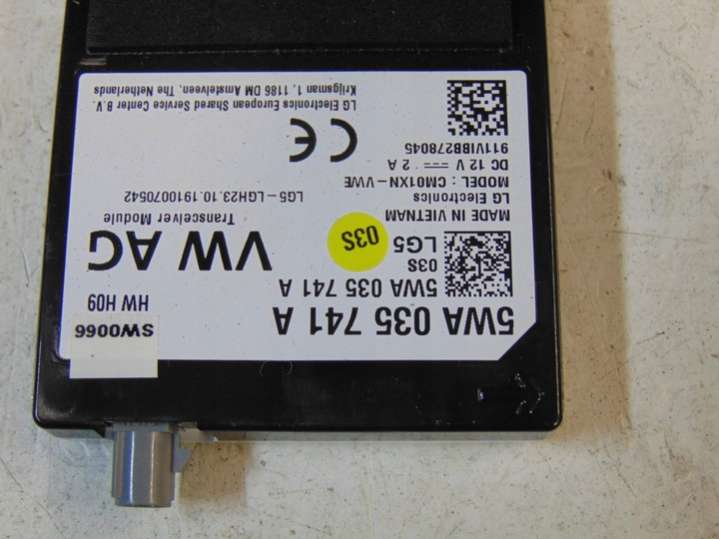 5WA 035 741 A
5WA 035 741 A
03S
LG5
03S
SW0066
HW H09
VW AG
Transceiver Module
LG5-LGH23.10.1910070542
MADE IN VIETNAM
LG Electronics
MODEL : CM01XN-VWE
DC 12 V 2 A
911VIBB278045
CE
LG Electronics European Shared Service Center B.V.
Krijgsman 1, 1186 DM Amstelveen, The Netherlands